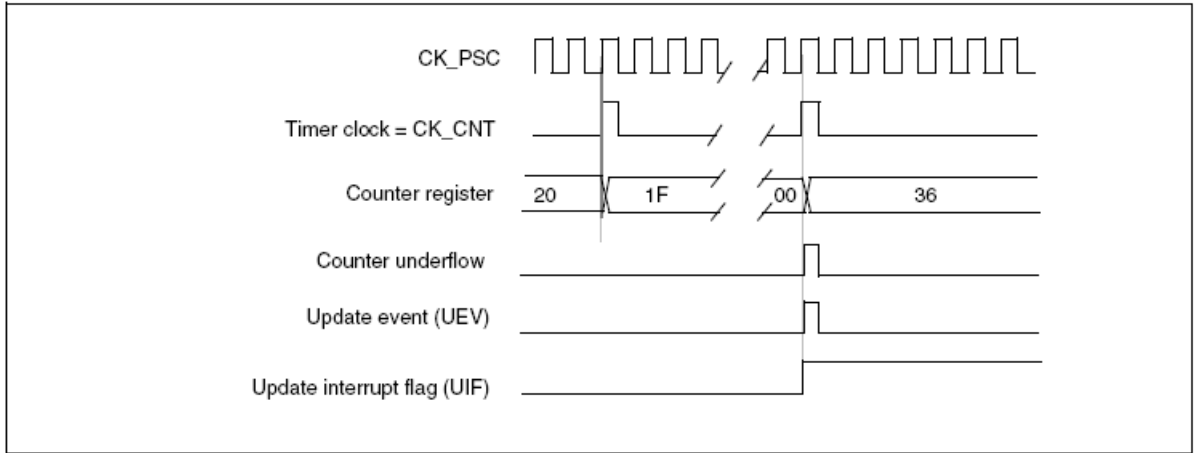 CK_PSC
Timer clock = CK_CNT
Counter register 20 1F 00 36
Counter underflow
Update event (UEV)
Update interrupt flag (UIF)